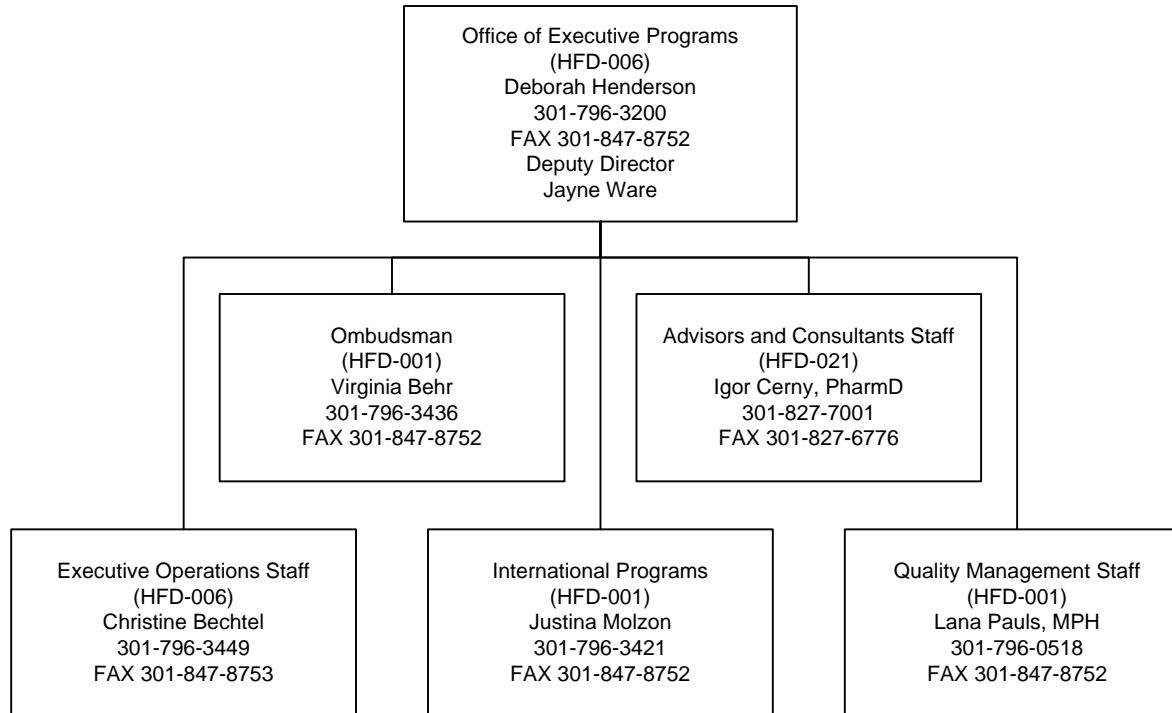 Office of Executive Programs
(HFD-006)
Deborah Henderson
301-796-3200
FAX 301-847-8752
Deputy Director
Jayne Ware
Ombudsman
(HFD-001)
Virginia Behr
301-796-3436
FAX 301-847-8752
Advisors and Consultants Staff
(HFD-021)
Igor Cerny, PharmD
301-827-7001
FAX 301-827-6776
Executive Operations Staff
(HFD-006)
Christine Bechtel
301-796-3449
FAX 301-847-8753
International Programs
(HFD-001)
Justina Molzon
301-796-3421
FAX 301-847-8752
Quality Management Staff
(HFD-001)
Lana Pauls, MPH
301-796-0518
FAX 301-847-8752